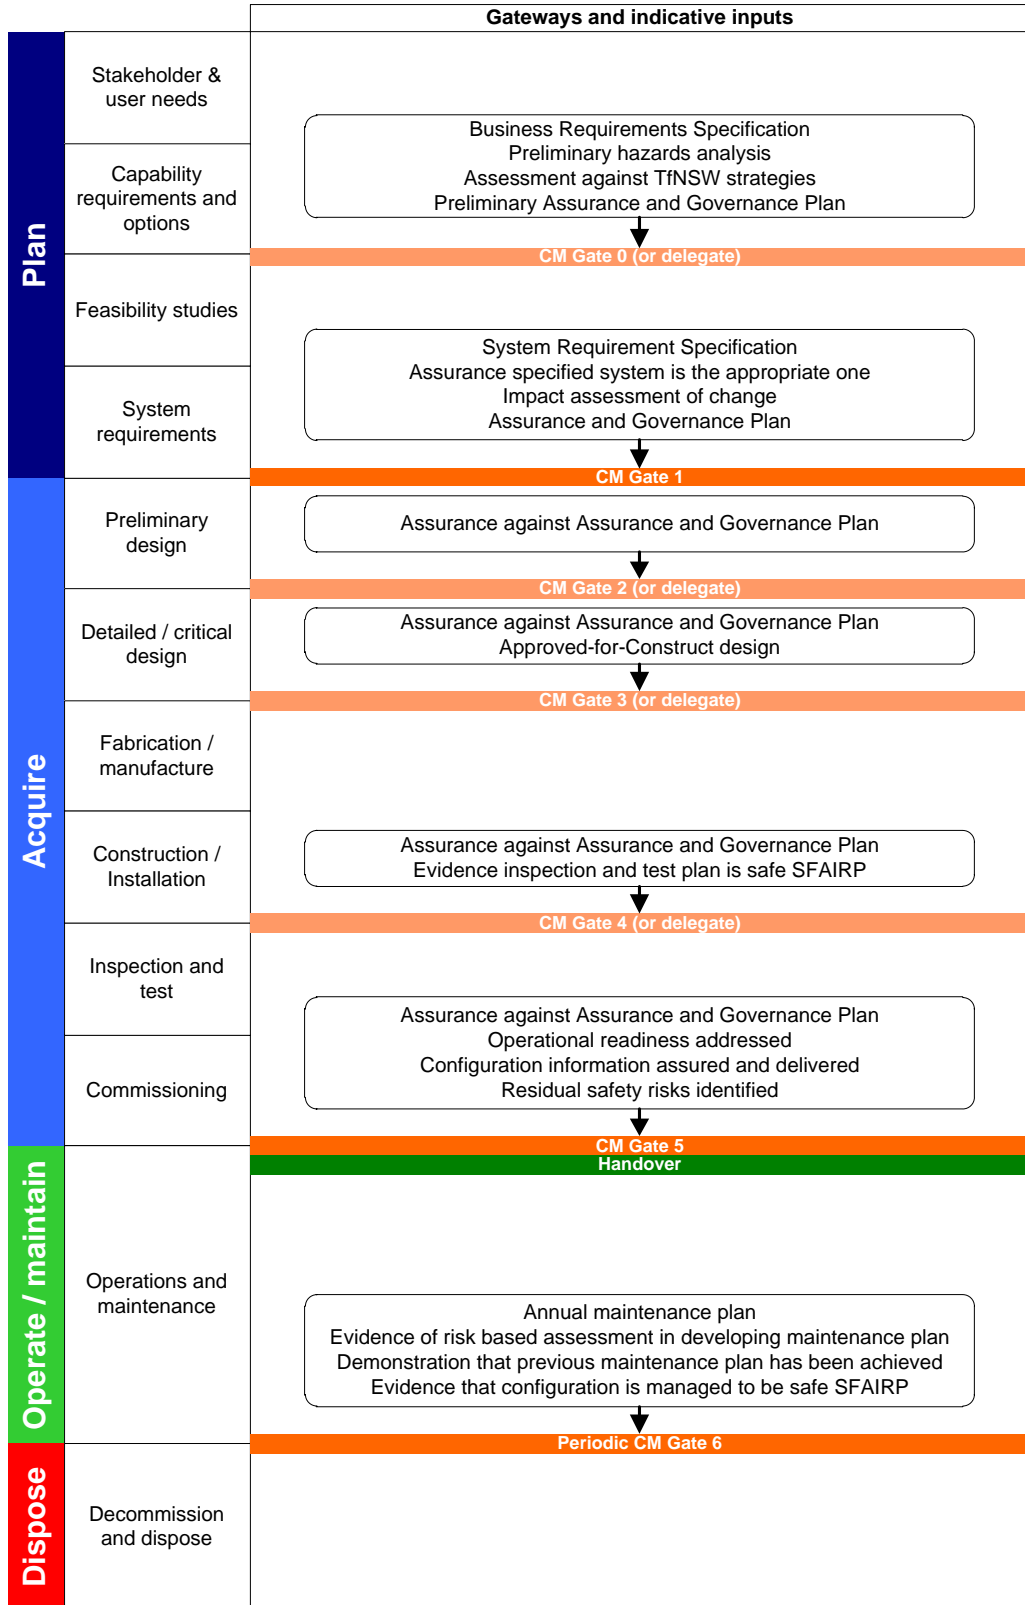 Gateways and indicative inputs
Plan
Stakeholder &
user needs
Capability
requirements and
options
Business Requirements Specification
Preliminary hazards analysis
Assessment against TfNSW strategies
Preliminary Assurance and Governance Plan
CM Gate 0 (or delegate)
Feasibility studies
System
requirements
System Requirement Specification
Assurance specified system is the appropriate one
Impact assessment of change
Assurance and Governance Plan
CM Gate 1
Acquire
Preliminary
design
Assurance against Assurance and Governance Plan
CM Gate 2 (or delegate)
Detailed / critical
design
Assurance against Assurance and Governance Plan
Approved-for-Construct design
CM Gate 3 (or delegate)
Fabrication /
manufacture
Construction /
Installation
Assurance against Assurance and Governance Plan
Evidence inspection and test plan is safe SFAIRP
CM Gate 4 (or delegate)
Inspection and
test
Commissioning
Assurance against Assurance and Governance Plan
Operational readiness addressed
Configuration information assured and delivered
Residual safety risks identified
CM Gate 5
Handover
Operate / maintain
Operations and
maintenance
Annual maintenance plan
Evidence of risk based assessment in developing maintenance plan
Demonstration that previous maintenance plan has been achieved
Evidence that configuration is managed to be safe SFAIRP
Periodic CM Gate 6
Dispose
Decommission
and dispose